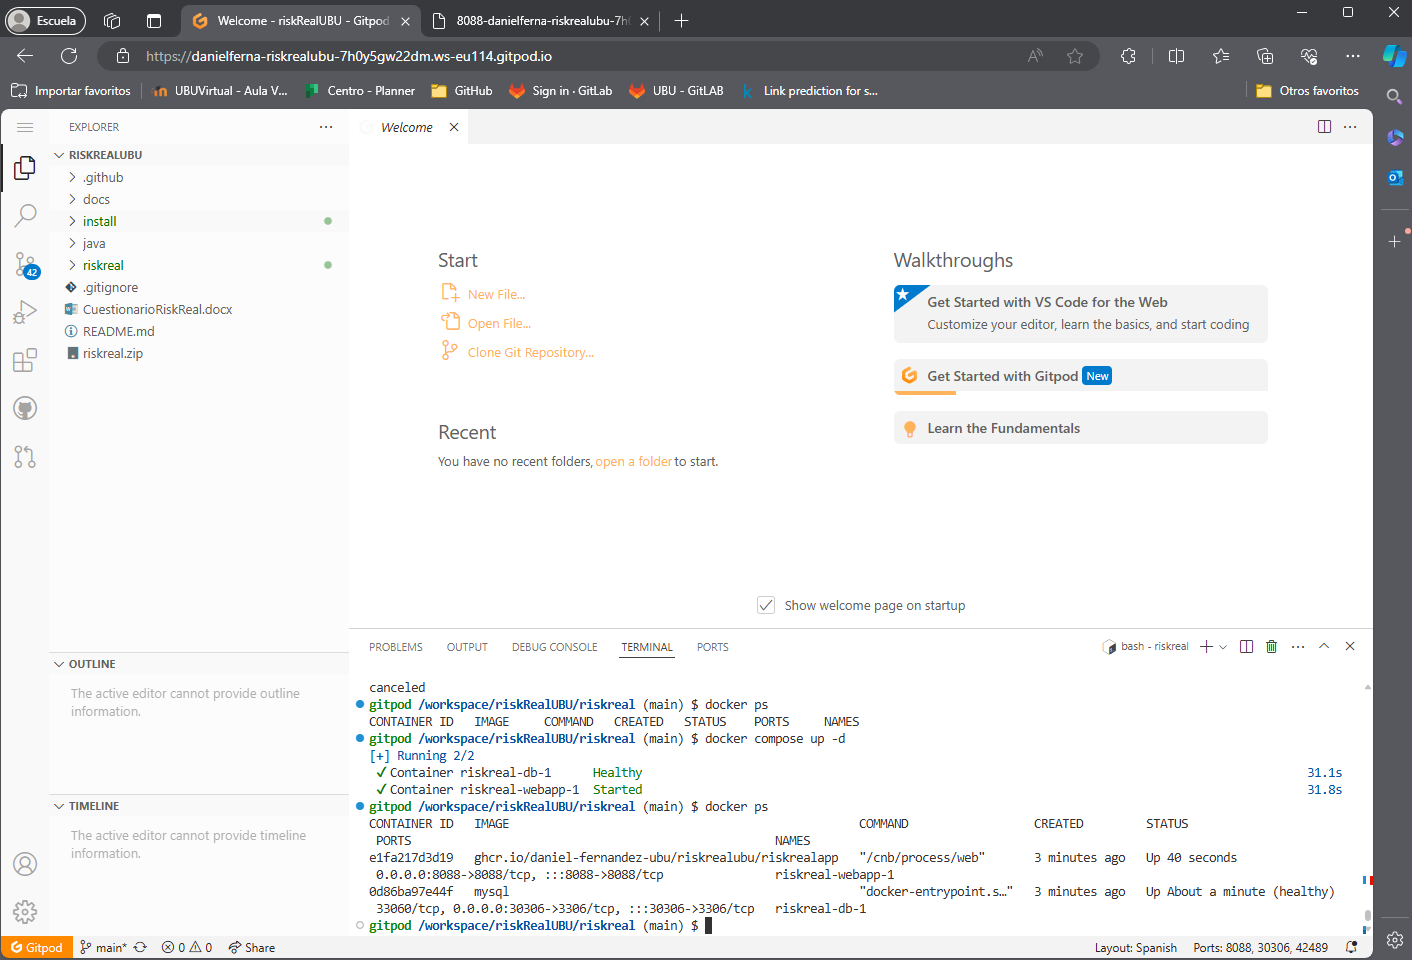 Escuela
Welcome - riskRealUBU - Gitpod
8088-danielferna-riskrealubu-7h
https://danielferna-riskrealubu-7h0y5gw22dm.ws-eu114.gitpod.io
Importar favoritos
UBUVirtual - Aula V...
Centro - Planner
GitHub
Sign in · GitLab
UBU - GitLAB
Link prediction for s...
Otros favoritos
EXPLORER
RISKREALUBU
.github
docs
install
java
riskreal
.gitignore
CuestionarioRiskReal.docx
README.md
riskreal.zip
42
OUTLINE
The active editor cannot provide outline
information.
TIMELINE
The active editor cannot provide timeline
information.
Welcome
Start
New File...
Open File...
Clone Git Repository...
Recent
You have no recent folders, open a folder to start.
Walkthroughs
Get Started with VS Code for the Web
Customize your editor, learn the basics, and start coding
Get Started with Gitpod New
Learn the Fundamentals
Show welcome page on startup
PROBLEMS OUTPUT DEBUG CONSOLE TERMINAL PORTS
bash - riskreal
canceled
gitpod /workspace/riskRealUBU/riskreal (main) $ docker ps
CONTAINER ID IMAGE COMMAND CREATED STATUS PORTS NAMES
gitpod /workspace/riskRealUBU/riskreal (main) $ docker compose up -d
[+] Running 2/2
✔ Container riskreal-db-1 Healthy 31.1s
✔ Container riskreal-webapp-1 Started 31.8s
gitpod /workspace/riskRealUBU/riskreal (main) $ docker ps
CONTAINER ID IMAGE COMMAND CREATED STATUS
PORTS NAMES
e1fa217d3d19 ghcr.io/daniel-fernandez-ubu/riskrealubu/riskrealapp "/cnb/process/web" 3 minutes ago Up 40 seconds
0.0.0.0:8088->8088/tcp, :::8088->8088/tcp riskreal-webapp-1
0d86ba97e44f mysql "docker-entrypoint.s…" 3 minutes ago Up About a minute (healthy)
33060/tcp, 0.0.0.0:30306->3306/tcp, :::30306->3306/tcp riskreal-db-1
gitpod /workspace/riskRealUBU/riskreal (main) $
Gitpod
main*
0 0
Share
Layout: Spanish
Ports: 8088, 30306, 42489